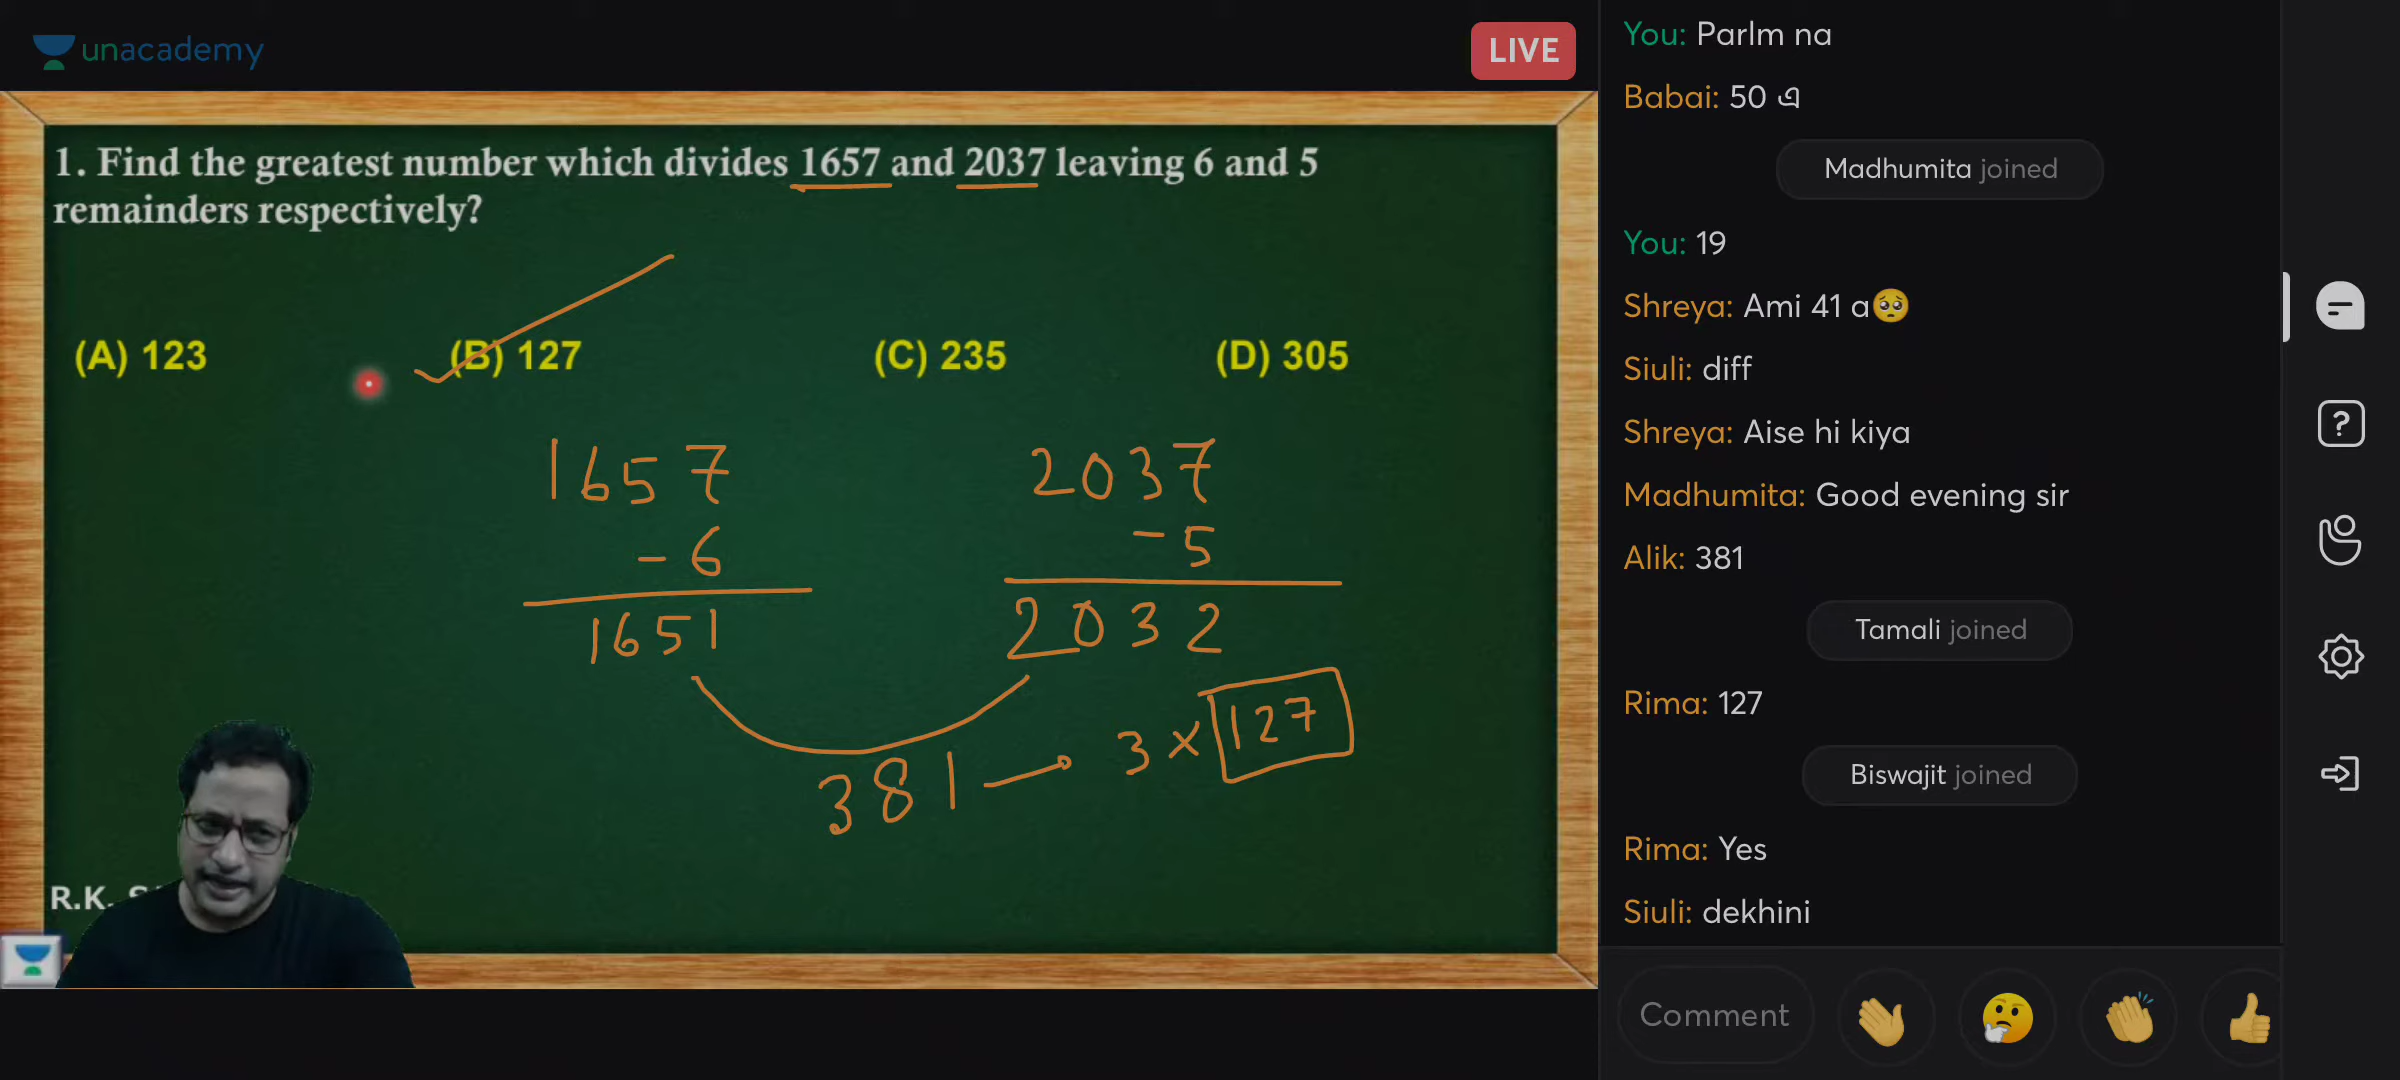 unacademy
LIVE
1. Find the greatest number which divides 1657 and 2037 leaving 6 and 5
remainders respectively?
(A) 123
(B) 127
(C) 235
(D) 305
1657
- 6
1651
2037
- 5
2032
381 → 3 × 127
R.K.
You: Parlm na
Babai: 50 এ
Madhumita joined
You: 19
Shreya: Ami 41 a🥺
Siuli: diff
Shreya: Aise hi kiya
Madhumita: Good evening sir
Alik: 381
Tamali joined
Rima: 127
Biswajit joined
Rima: Yes
Siuli: dekhini
Comment